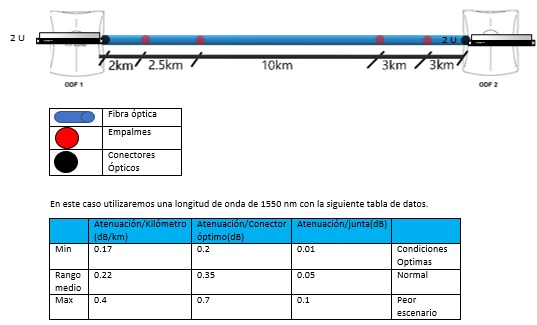 2 U
2 U
2km
2.5km
10km
3km
3km
ODF 1
ODF 2
Fibra óptica
Empalmes
Conectores
Ópticos
En este caso utilizaremos una longitud de onda de 1550 nm con la siguiente tabla de datos.
Atenuación/Kilómetro
(dB/km)
Atenuación/Conector
óptimo(dB)
Atenuación/junta(dB)
Min
0.17
0.2
0.01
Condiciones
Optimas
Rango
medio
0.22
0.35
0.05
Normal
Max
0.4
0.7
0.1
Peor
escenario